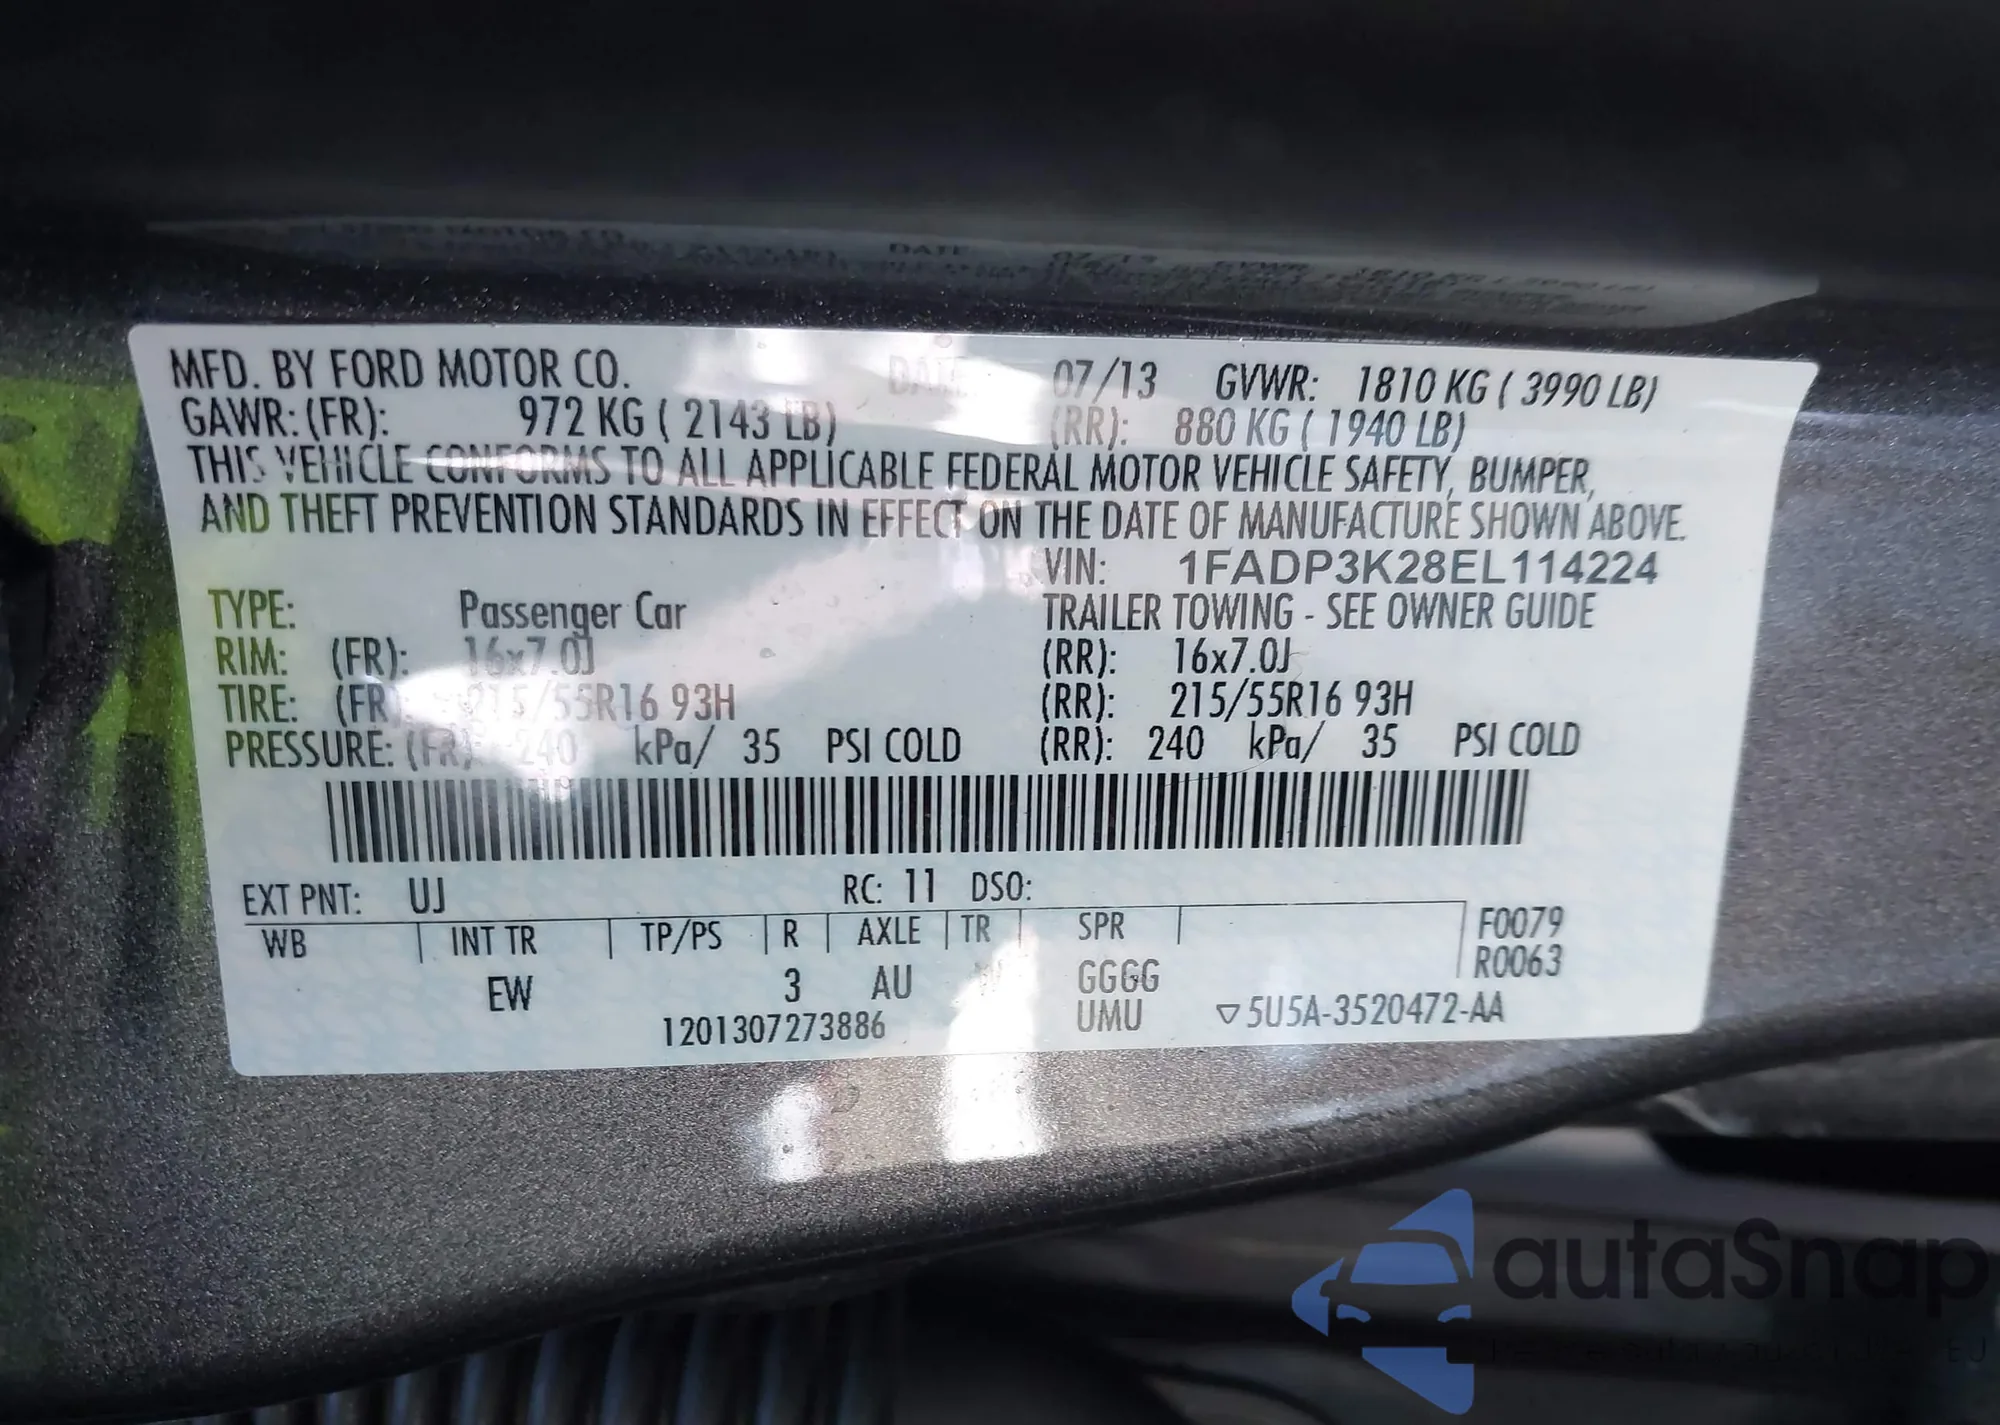 MFD. BY FORD MOTOR CO. DATE 07/13 GVWR: 1810 KG ( 3990 LB)
GAWR: (FR): 972 KG ( 2143 LB) (RR): 880 KG ( 1940 LB)
THIS VEHICLE CONFORMS TO ALL APPLICABLE FEDERAL MOTOR VEHICLE SAFETY, BUMPER,
AND THEFT PREVENTION STANDARDS IN EFFECT ON THE DATE OF MANUFACTURE SHOWN ABOVE.
VIN: 1FADP3K28EL114224
TYPE: Passenger Car TRAILER TOWING - SEE OWNER GUIDE
RIM: (FR): 16x7.0J (RR): 16x7.0J
TIRE: (FR): 215/55R16 93H (RR): 215/55R16 93H
PRESSURE: (FR): 240 kPa/ 35 PSI COLD (RR): 240 kPa/ 35 PSI COLD
EXT PNT: UJ RC: 11 DSO:
WB INT TR TP/PS R AXLE TR SPR F0079
R0063
EW 3 AU W GGGG
1201307273886 UMU ▽5U5A-3520472-AA
autaSnap